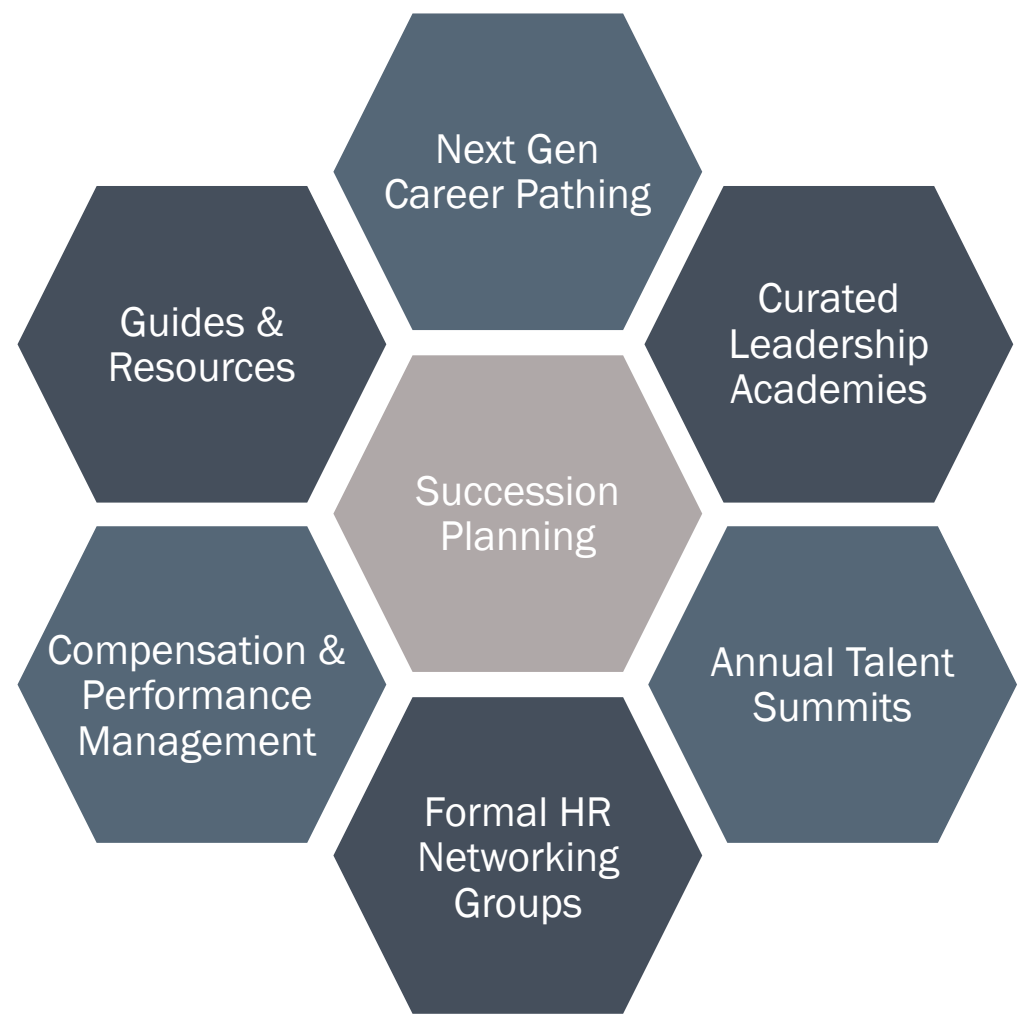 Next Gen
Career Pathing
Guides &
Resources
Curated
Leadership
Academies
Succession
Planning
Compensation &
Performance
Management
Annual Talent
Summits
Formal HR
Networking
Groups